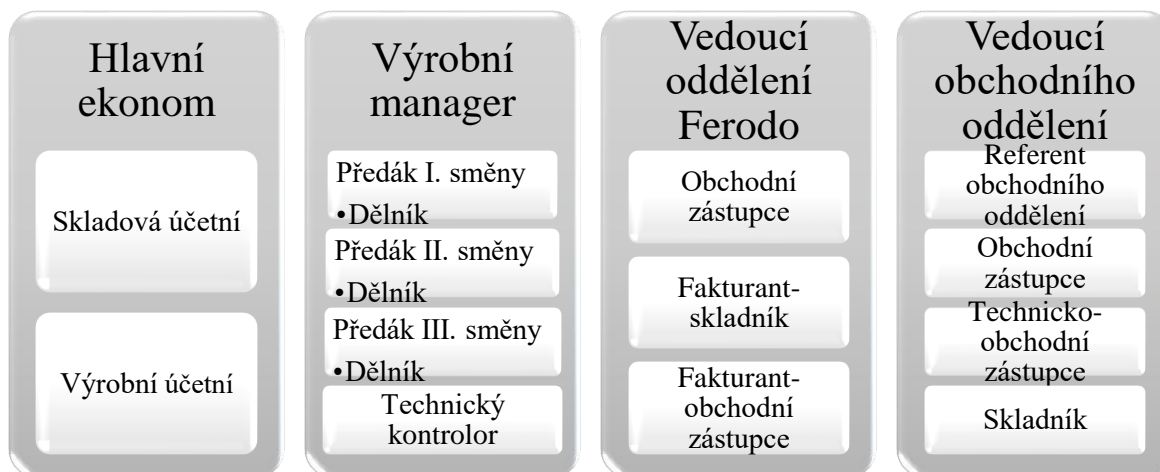 Hlavní
ekonom
Skladová účetní
Výrobní účetní
Výrobní
manager
Předák I. směny
•Dělník
Předák II. směny
•Dělník
Předák III. směny
•Dělník
Technický
kontrolor
Vedoucí
oddělení
Ferodo
Obchodní
zástupce
Fakturant-
skladník
Fakturant-
obchodní
zástupce
Vedoucí
obchodního
oddělení
Referent
obchodního
oddělení
Obchodní
zástupce
Technicko-
obchodní
zástupce
Skladník